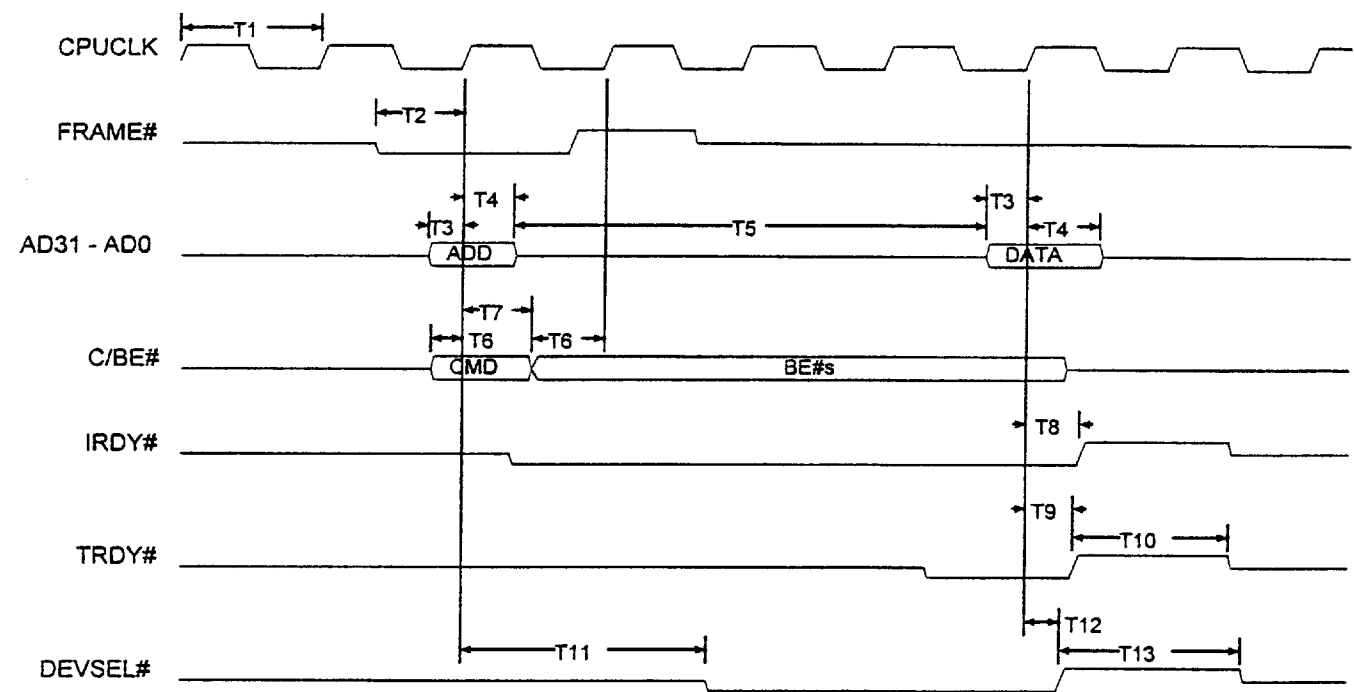 T1
CPUCLK
T2
FRAME#
T4
T3
T3
T5
T4
AD31 - AD0
ADD
DATA
T7
T6
T6
C/BE#
CMD
BE#s
T8
IRDY#
T9
T10
TRDY#
T12
T11
T13
DEVSEL#